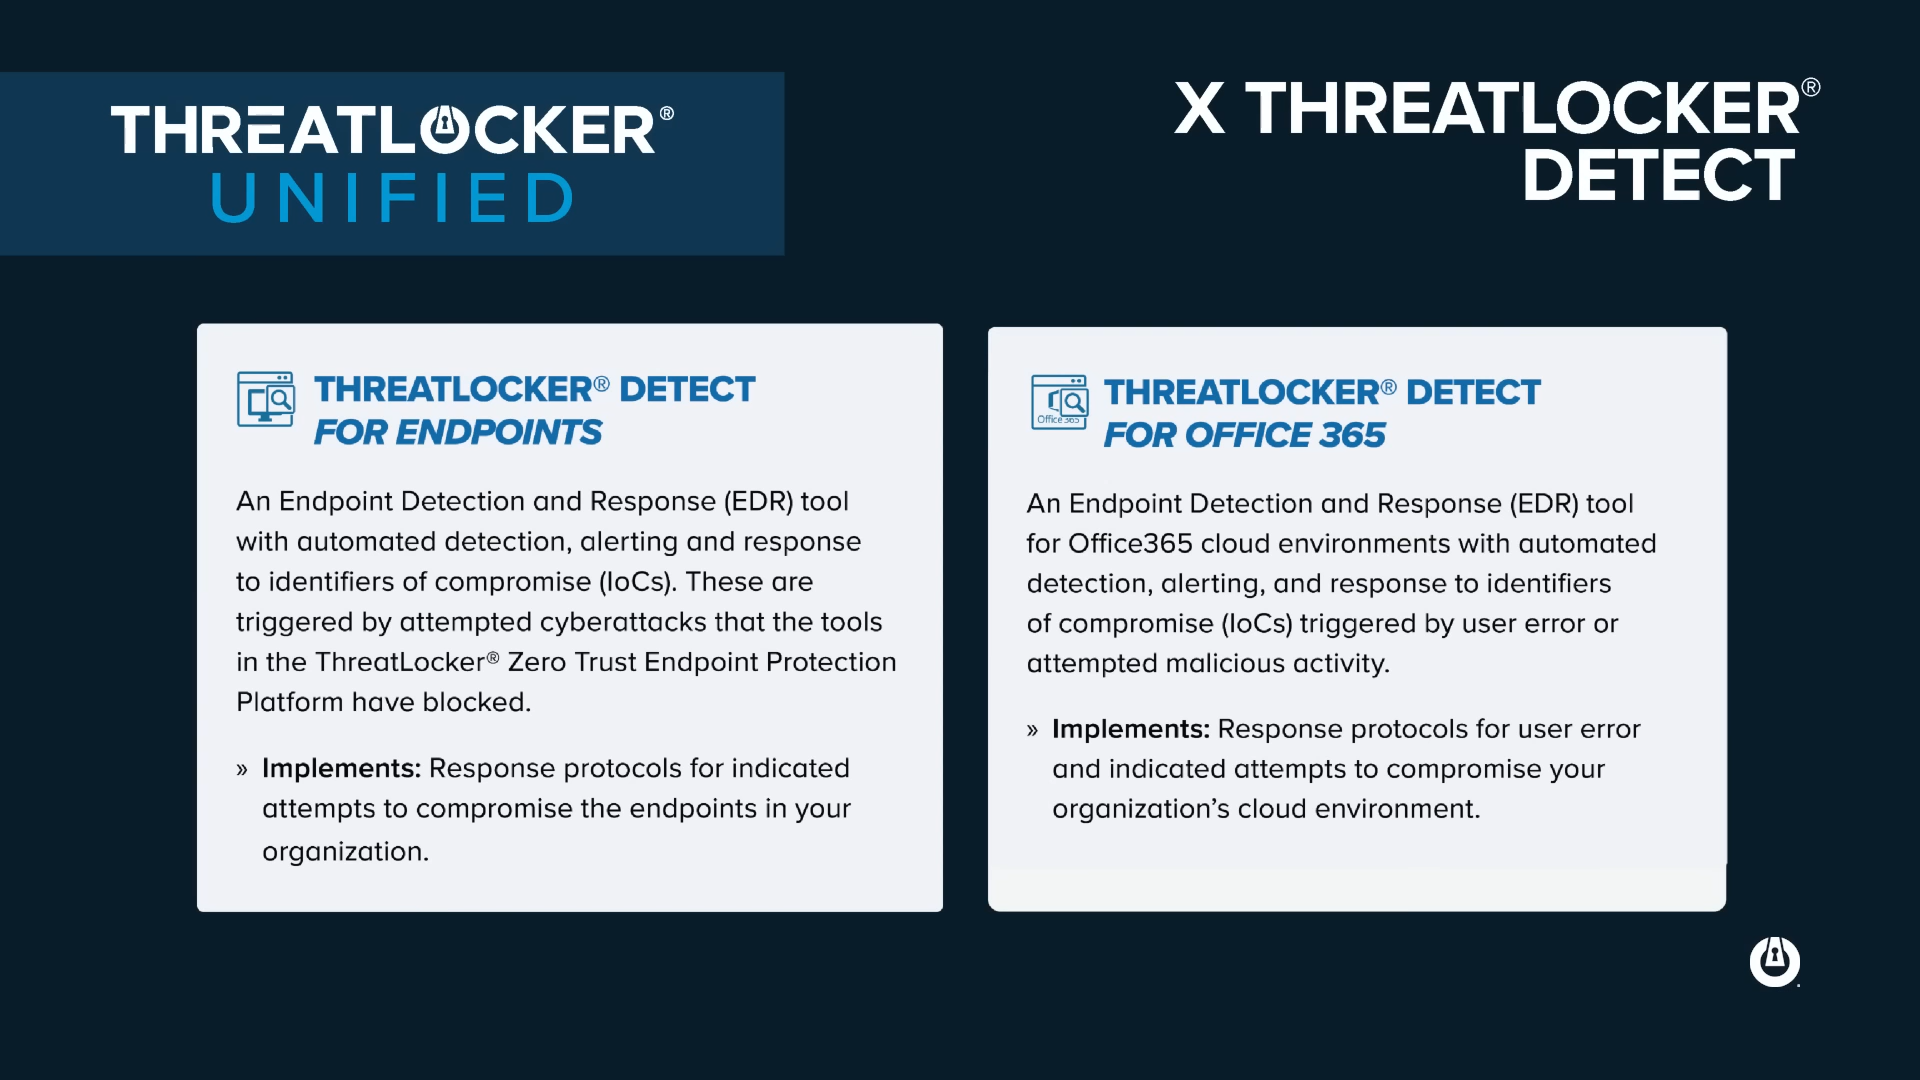 THREATLOCKER®
UNIFIED
X THREATLOCKER®
DETECT
THREATLOCKER® DETECT
FOR ENDPOINTS
An Endpoint Detection and Response (EDR) tool
with automated detection, alerting and response
to identifiers of compromise (IoCs). These are
triggered by attempted cyberattacks that the tools
in the ThreatLocker® Zero Trust Endpoint Protection
Platform have blocked.
» Implements: Response protocols for indicated
attempts to compromise the endpoints in your
organization.
THREATLOCKER® DETECT
FOR OFFICE 365
Office 365
An Endpoint Detection and Response (EDR) tool
for Office365 cloud environments with automated
detection, alerting, and response to identifiers
of compromise (IoCs) triggered by user error or
attempted malicious activity.
» Implements: Response protocols for user error
and indicated attempts to compromise your
organization’s cloud environment.